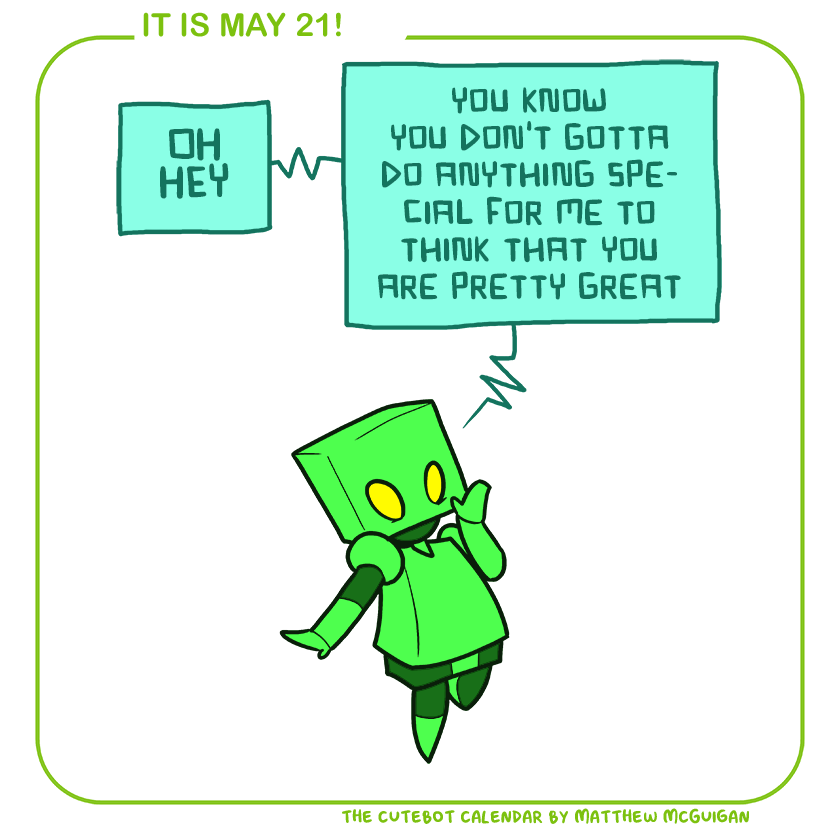 IT IS MAY 21!
OH
HEY
YOU KNOW
YOU DON'T GOTTA
DO ANYTHING SPE-
CIAL FOR ME TO
THINK THAT YOU
ARE PRETTY GREAT
THE CUTEBOT CALENDAR BY MATTHEW MCGUIGAN